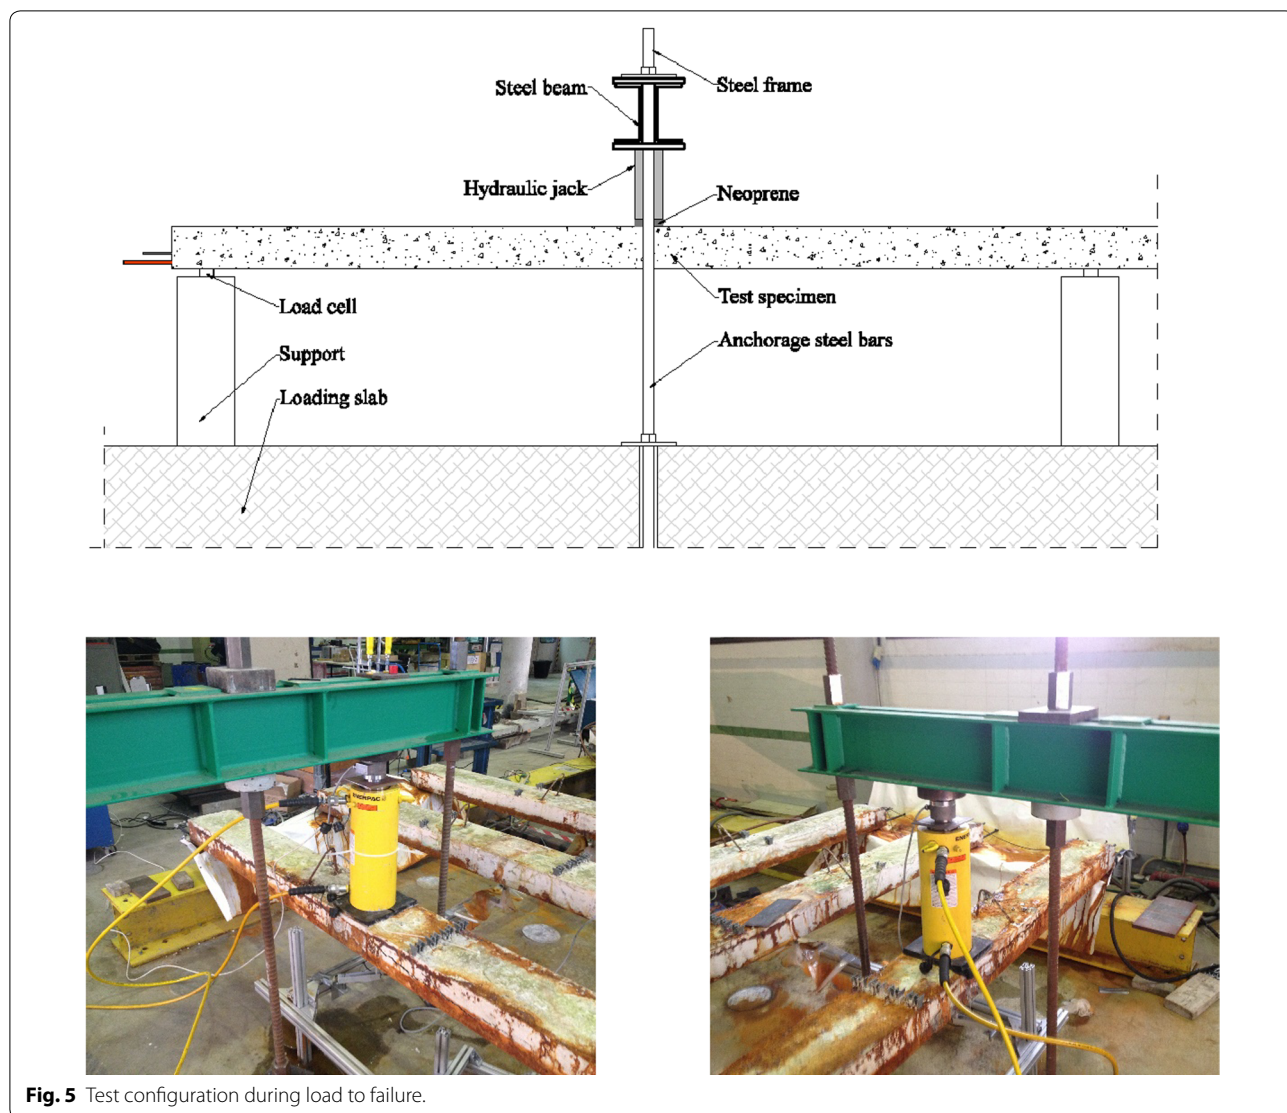 Steel frame
Steel beam
Hydraulic jack
Neoprene
Load cell
Test specimen
Anchorage steel bars
Support
Loading slab
ENERPAC
Fig. 5 Test configuration during load to failure.